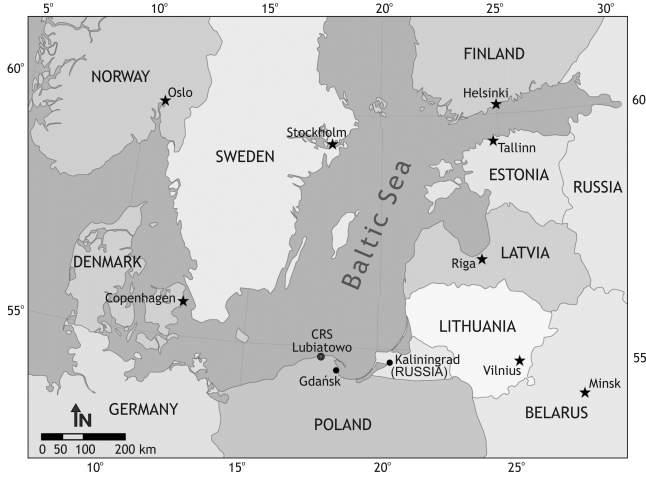 5° 10° 15° 20° 25° 30°
60°
FINLAND
NORWAY
Oslo
Helsinki
60
Stockholm
Tallinn
SWEDEN
ESTONIA
RUSSIA
Baltic Sea
DENMARK
LATVIA
Riga
Copenhagen
55°
LITHUANIA
CRS
Lubiatowo
Kaliningrad
(RUSSIA)
55
Vilnius
Gdańsk
Minsk
GERMANY
BELARUS
N
POLAND
0 50 100 200 km
10° 15° 20° 25°